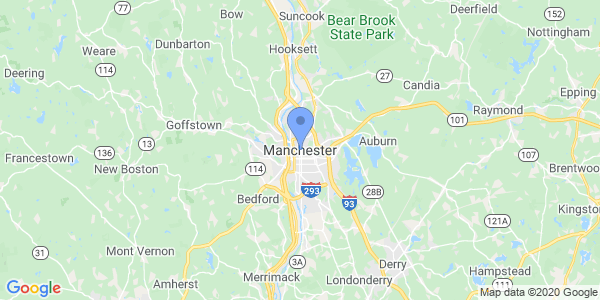 77
Bow
Suncook
Bear Brook
State Park
Deerfield
152
Nottingham
Weare
Dunbarton
Hooksett
Deering
114
27
Candia
Epping
Raymond
101
Goffstown
13
Auburn
Manchester
Francestown
136
New Boston
114
107
Brentwood
293
28B
93
Bedford
Kingston
121A
31
Mont Vernon
3A
Derry
111
Hampstead
Amherst
Merrimack
Londonderry
111
Google
Map data ©2020 Google